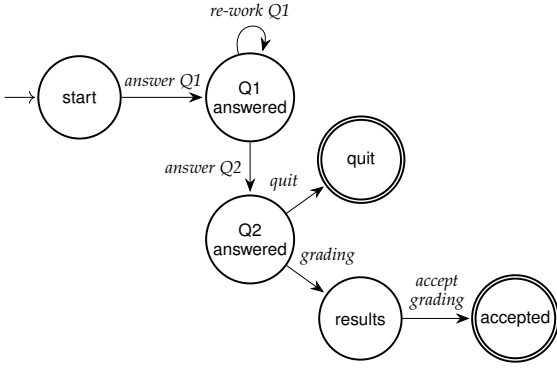 re-work Q1
answer Q1
start
Q1
answered
answer Q2
quit
quit
Q2
answered
grading
accept
grading
results
accepted